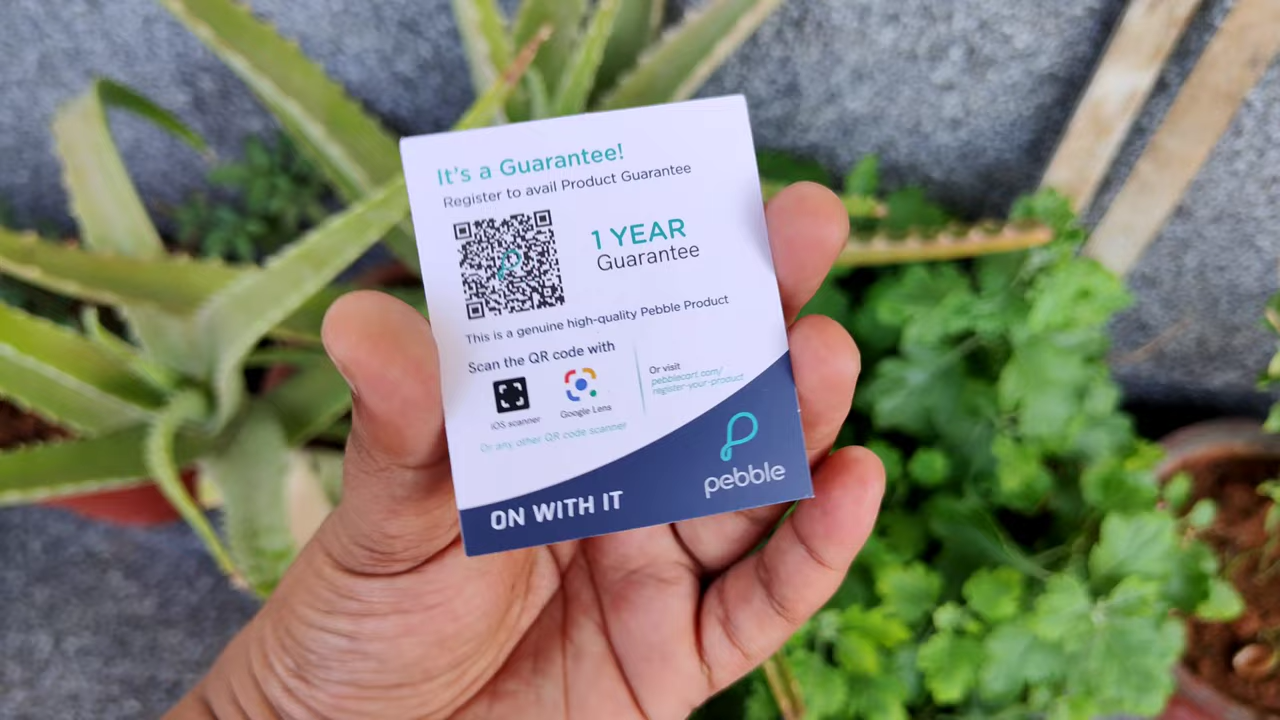 It's a Guarantee!
Register to avail Product Guarantee
1 YEAR
Guarantee
This is a genuine high-quality Pebble Product
Scan the QR code with
iOS scanner
Google Lens
Or any other QR code scanner
Or visit
pebblecart.com/
register-your-product
ON WITH IT
pebble